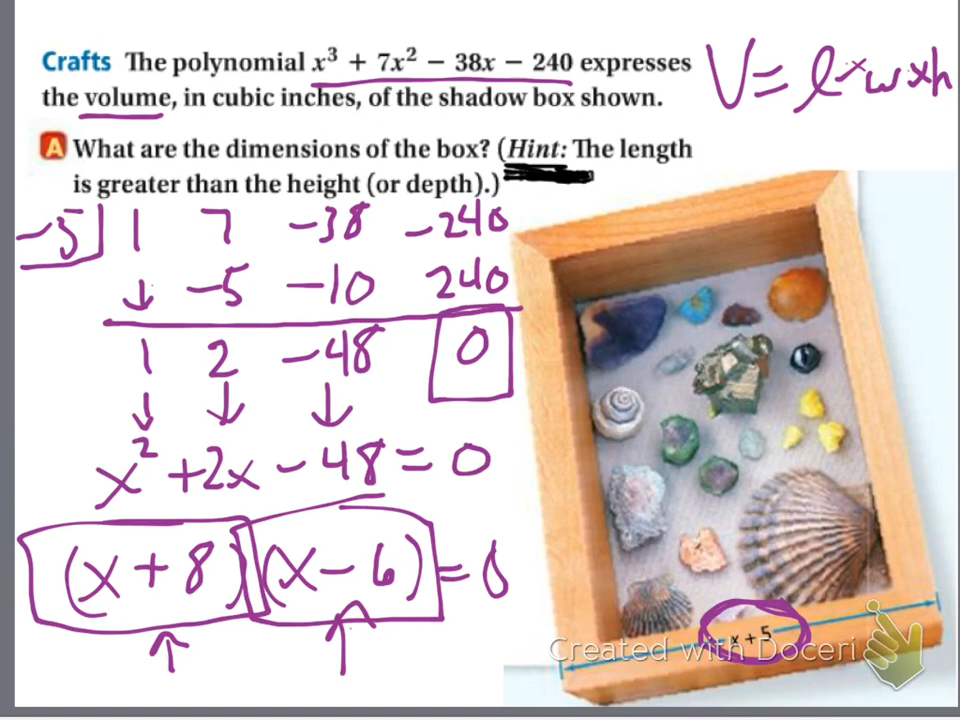 Crafts The polynomial x³ + 7x² − 38x − 240 expresses
the volume, in cubic inches, of the shadow box shown.
V = l × w × h
A What are the dimensions of the box? (Hint: The length
is greater than the height (or depth).)
-5 | 1 7 -38 -240
↓ -5 -10 240
1 2 -48 0
↓ ↓ ↓
x² + 2x - 48 = 0
(x + 8) (x - 6) = 0
↑ ↑
x + 5
Created with Doceri